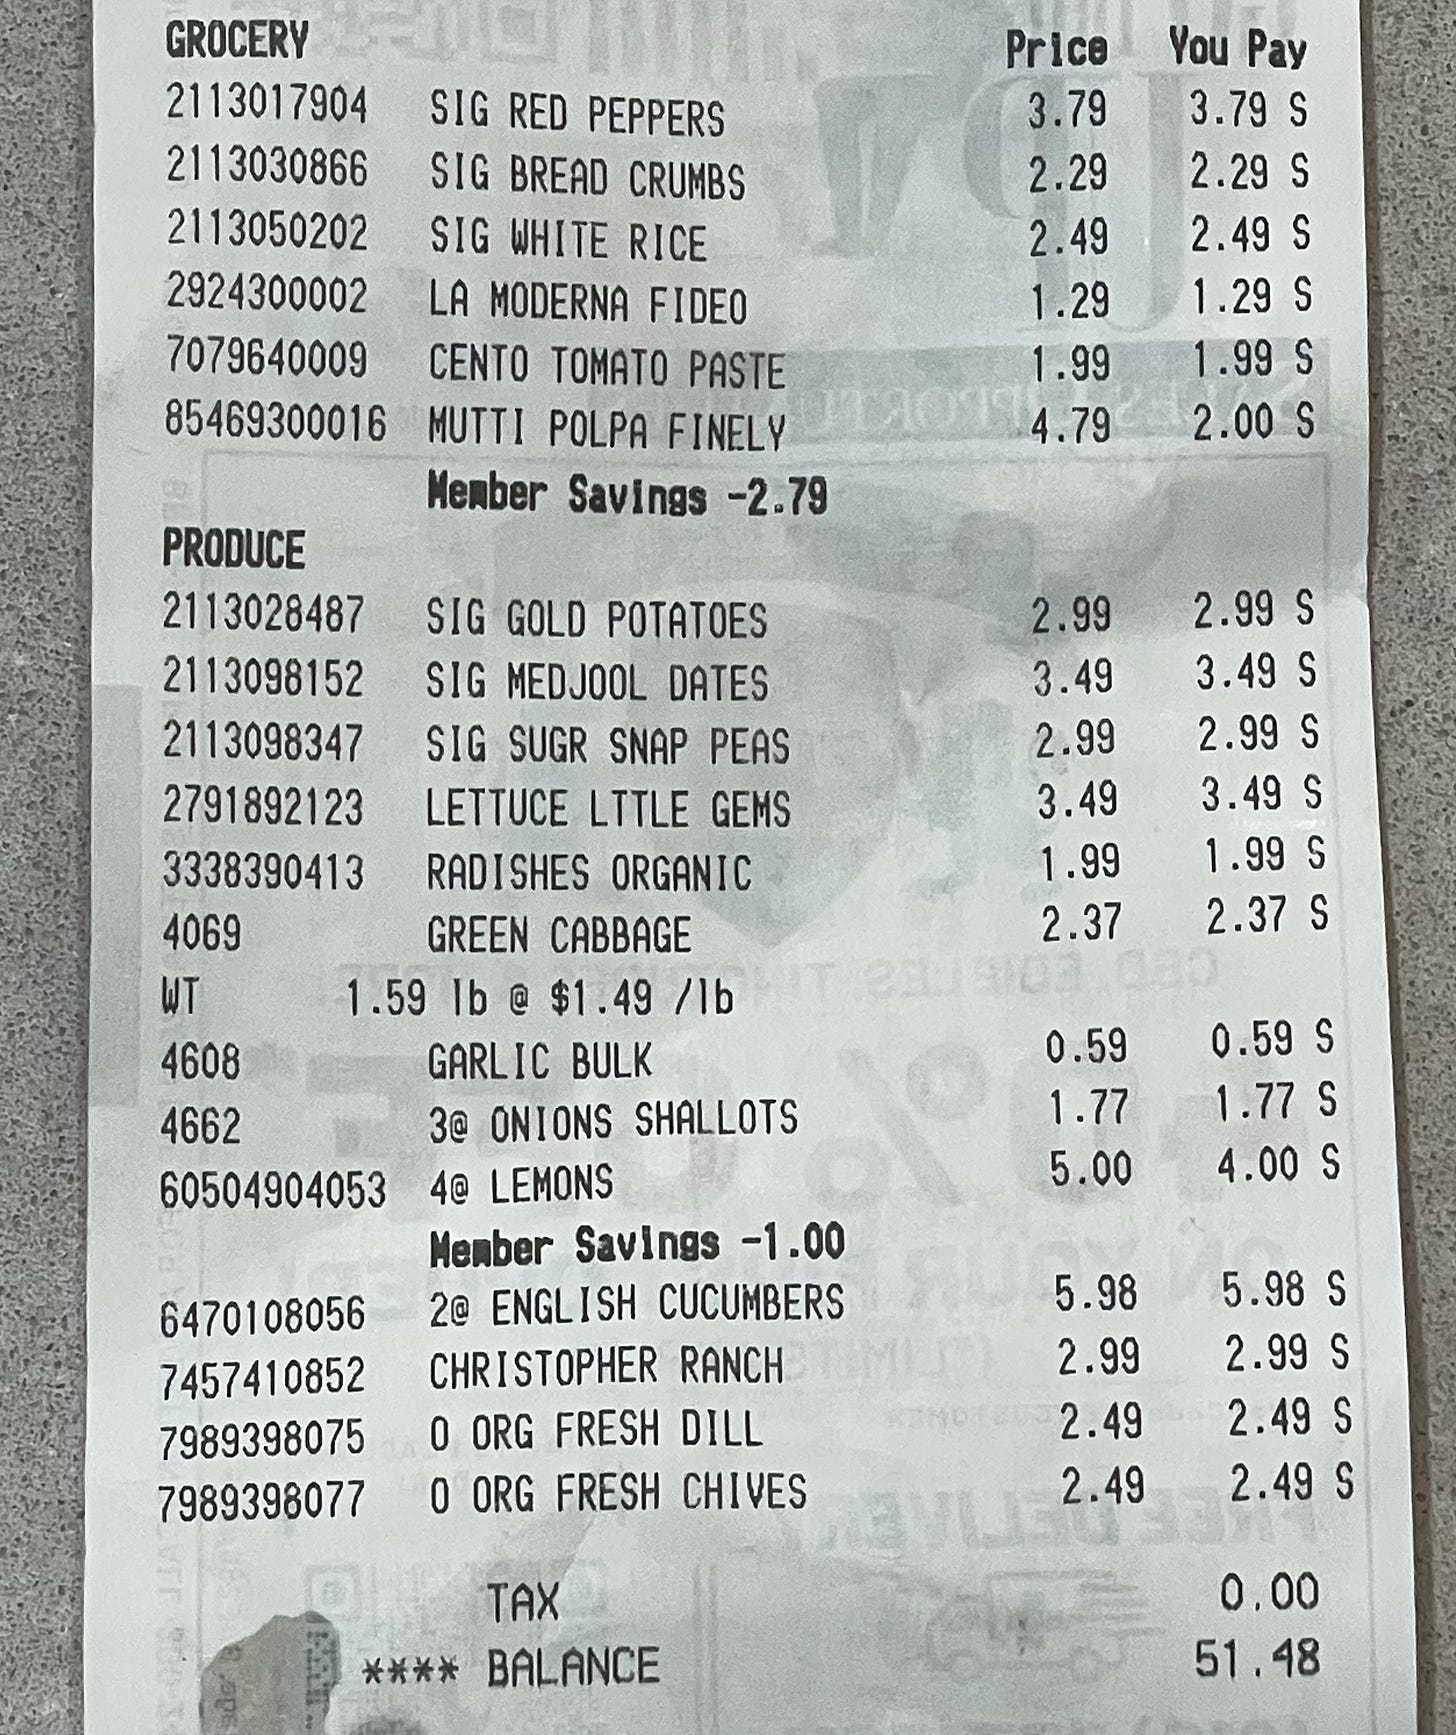 GROCERY Price You Pay
2113017904 SIG RED PEPPERS 3.79 3.79 S
2113030866 SIG BREAD CRUMBS 2.29 2.29 S
2113050202 SIG WHITE RICE 2.49 2.49 S
2924300002 LA MODERNA FIDEO 1.29 1.29 S
7079640009 CENTO TOMATO PASTE 1.99 1.99 S
85469300016 MUTTI POLPA FINELY 4.79 2.00 S
Member Savings -2.79
PRODUCE
2113028487 SIG GOLD POTATOES 2.99 2.99 S
2113098152 SIG MEDJOOL DATES 3.49 3.49 S
2113098347 SIG SUGR SNAP PEAS 2.99 2.99 S
2791892123 LETTUCE LTTLE GEMS 3.49 3.49 S
3338390413 RADISHES ORGANIC 1.99 1.99 S
4069 GREEN CABBAGE 2.37 2.37 S
WT 1.59 lb @ $1.49 /lb
4608 GARLIC BULK 0.59 0.59 S
4662 3@ ONIONS SHALLOTS 1.77 1.77 S
60504904053 4@ LEMONS 5.00 4.00 S
Member Savings -1.00
6470108056 2@ ENGLISH CUCUMBERS 5.98 5.98 S
7457410852 CHRISTOPHER RANCH 2.99 2.99 S
7989398075 O ORG FRESH DILL 2.49 2.49 S
7989398077 O ORG FRESH CHIVES 2.49 2.49 S
TAX 0.00
**** BALANCE 51.48